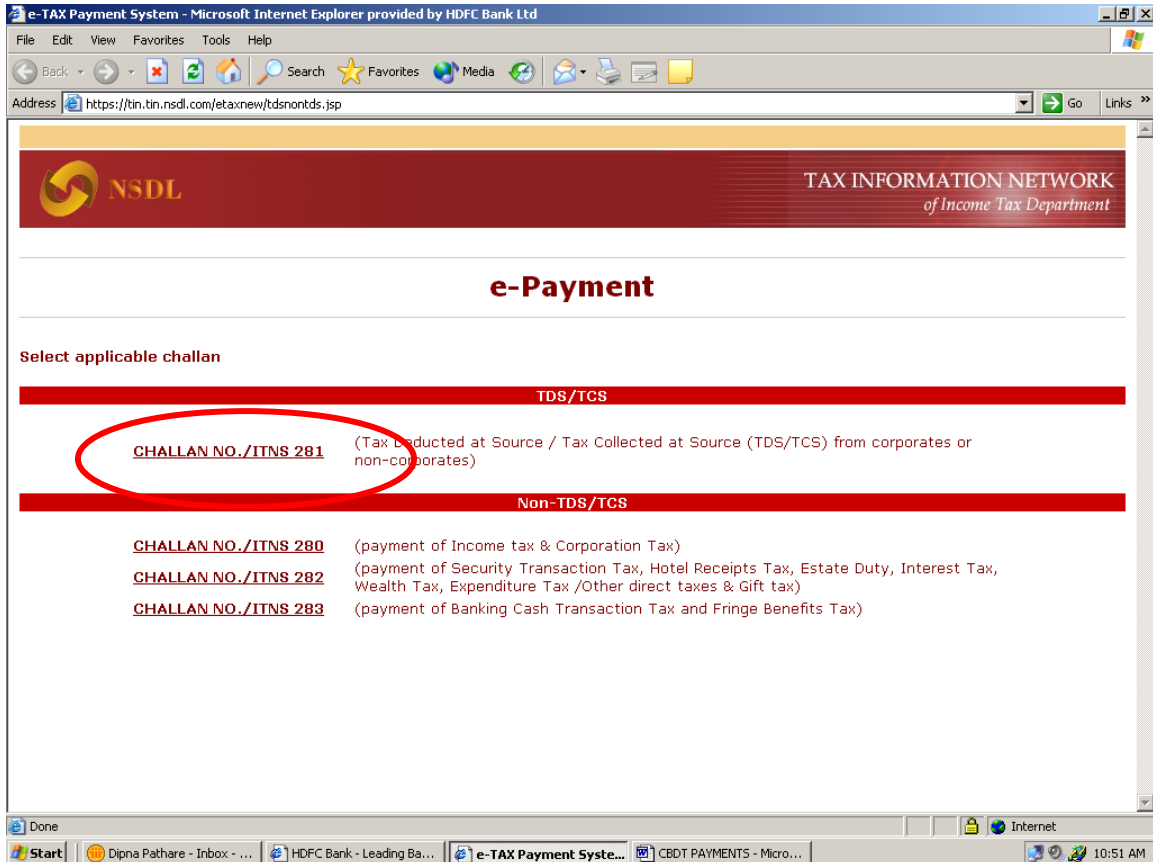 e-TAX Payment System - Microsoft Internet Explorer provided by HDFC Bank Ltd
File Edit View Favorites Tools Help
Back Search Favorites Media
Address https://tin.tin.nsdl.com/etaxnew/tdsnontds.jsp Go Links »
NSDL
TAX INFORMATION NETWORK
of Income Tax Department
e-Payment
Select applicable challan
TDS/TCS
CHALLAN NO./ITNS 281 (Tax Deducted at Source / Tax Collected at Source (TDS/TCS) from corporates or
non-corporates)
Non-TDS/TCS
CHALLAN NO./ITNS 280 (payment of Income tax & Corporation Tax)
CHALLAN NO./ITNS 282 (payment of Security Transaction Tax, Hotel Receipts Tax, Estate Duty, Interest Tax,
Wealth Tax, Expenditure Tax /Other direct taxes & Gift tax)
CHALLAN NO./ITNS 283 (payment of Banking Cash Transaction Tax and Fringe Benefits Tax)
Done Internet
Start Dipna Pathare - Inbox - ... HDFC Bank - Leading Ba... e-TAX Payment Syste... CBDT PAYMENTS - Micro... 10:51 AM